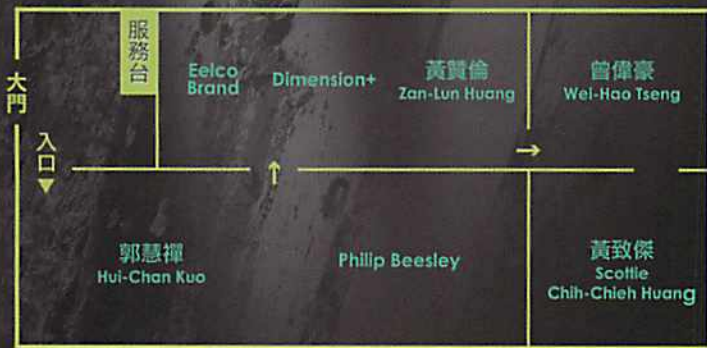 服務台
大門
入口
Eelco
Brand
Dimension+
黃贊倫
Zan-Lun Huang
曾偉豪
Wei-Hao Tseng
郭慧禪
Hui-Chan Kuo
Philip Beesley
黃致傑
Scottie
Chih-Chieh Huang